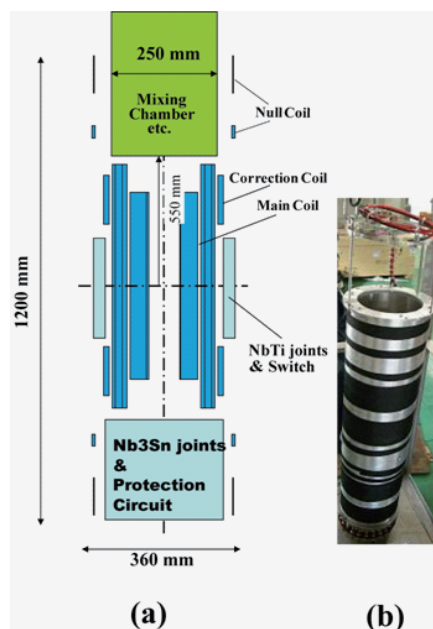 250 mm
Mixing
Chamber
etc.
Null Coil
Correction Coil
550 mm
Main Coil
1200 mm
NbTi joints
& Switch
Nb3Sn joints
&
Protection
Circuit
360 mm
(a)
(b)